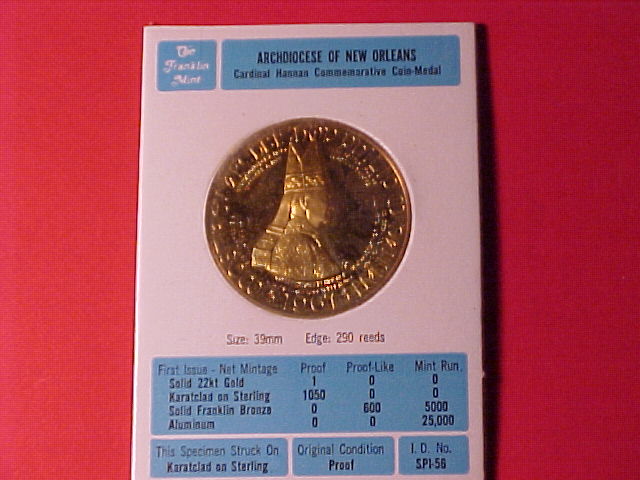 The
Franklin
Mint
ARCHDIOCESE OF NEW ORLEANS
Cardinal Hannan Commemorative Coin-Medal
Size: 39mm Edge: 290 reeds
First Issue - Net Mintage Proof Proof-Like Mint Run
Solid 22kt Gold 1 0 0
Karatclad on Sterling 1050 0 0
Solid Franklin Bronze 0 600 5000
Aluminum 0 0 25,000
This Specimen Struck On
Karatclad on Sterling
Original Condition
Proof
I. D. No.
SPI-56